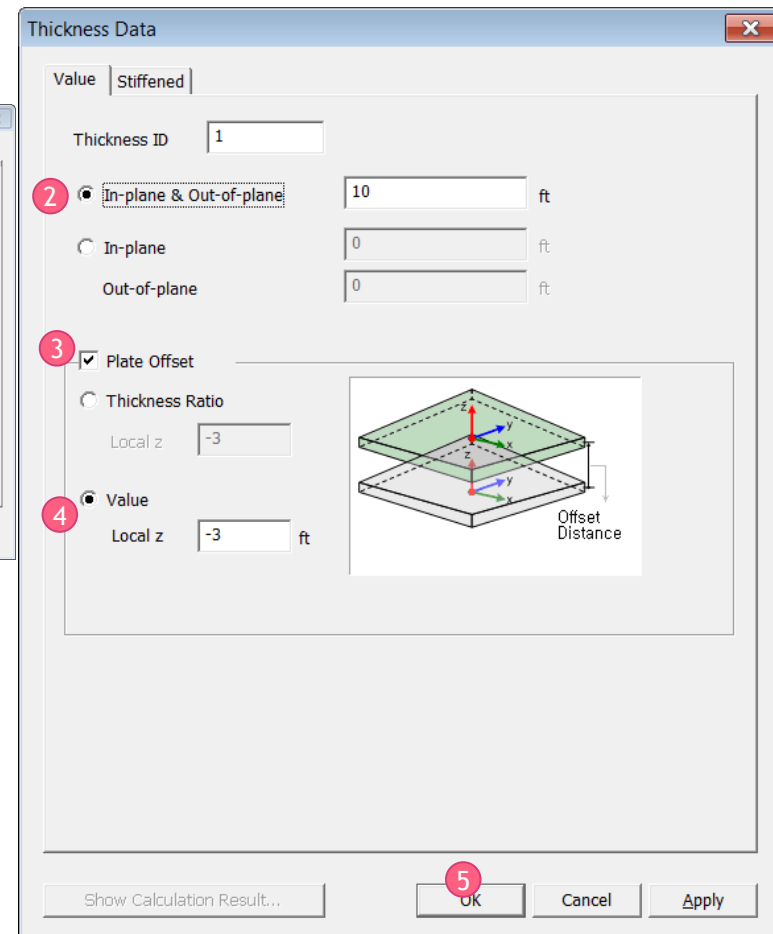 Thickness Data
Value Stiffened
Thickness ID 1
2 In-plane & Out-of-plane 10 ft
In-plane 0 ft
Out-of-plane 0 ft
3 Plate Offset
Thickness Ratio
Local z -3
4 Value
Local z -3 ft
z
y
x
z
y
x
Offset
Distance
5
Show Calculation Result... OK Cancel Apply